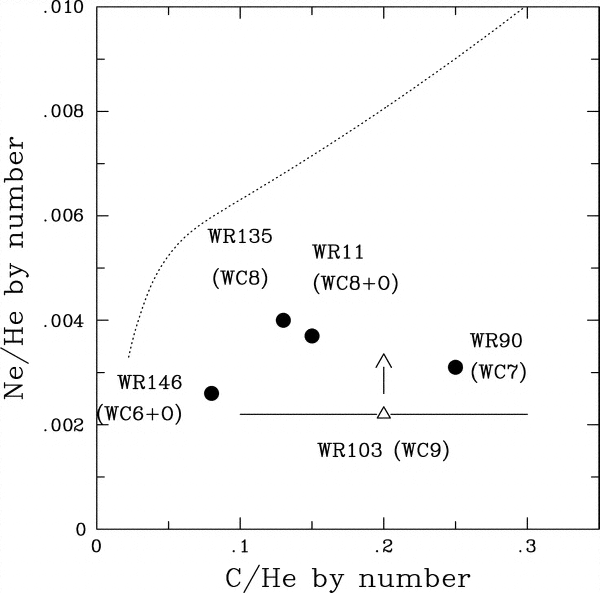 .010
.008
.006
.004
.002
0
Ne/He by number
WR135
(WC8)
WR11
(WC8+O)
WR90
(WC7)
WR146
(WC6+O)
WR103 (WC9)
0 .1 .2 .3
C/He by number